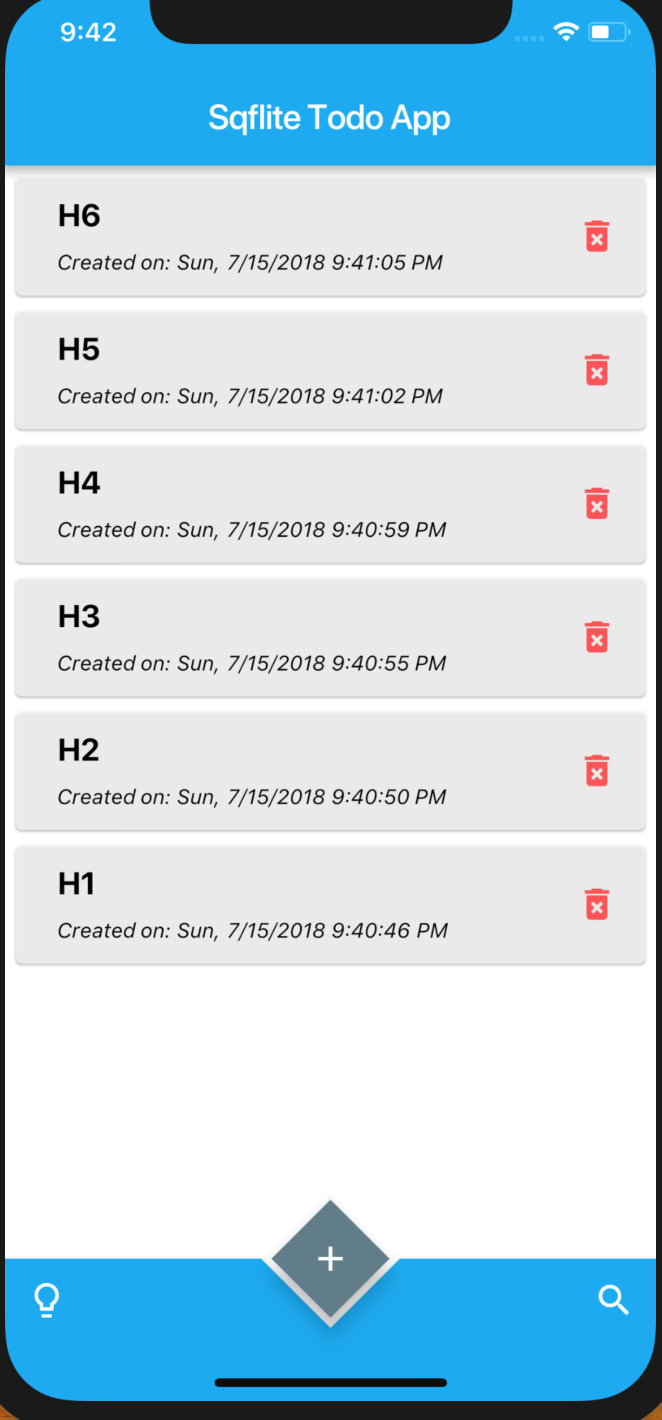 9:42
Sqflite Todo App
H6
Created on: Sun, 7/15/2018 9:41:05 PM
H5
Created on: Sun, 7/15/2018 9:41:02 PM
H4
Created on: Sun, 7/15/2018 9:40:59 PM
H3
Created on: Sun, 7/15/2018 9:40:55 PM
H2
Created on: Sun, 7/15/2018 9:40:50 PM
H1
Created on: Sun, 7/15/2018 9:40:46 PM